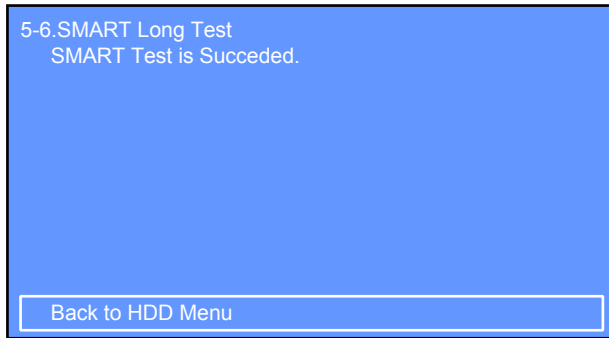 5-6.SMART Long Test
SMART Test is Succeded.
Back to HDD Menu